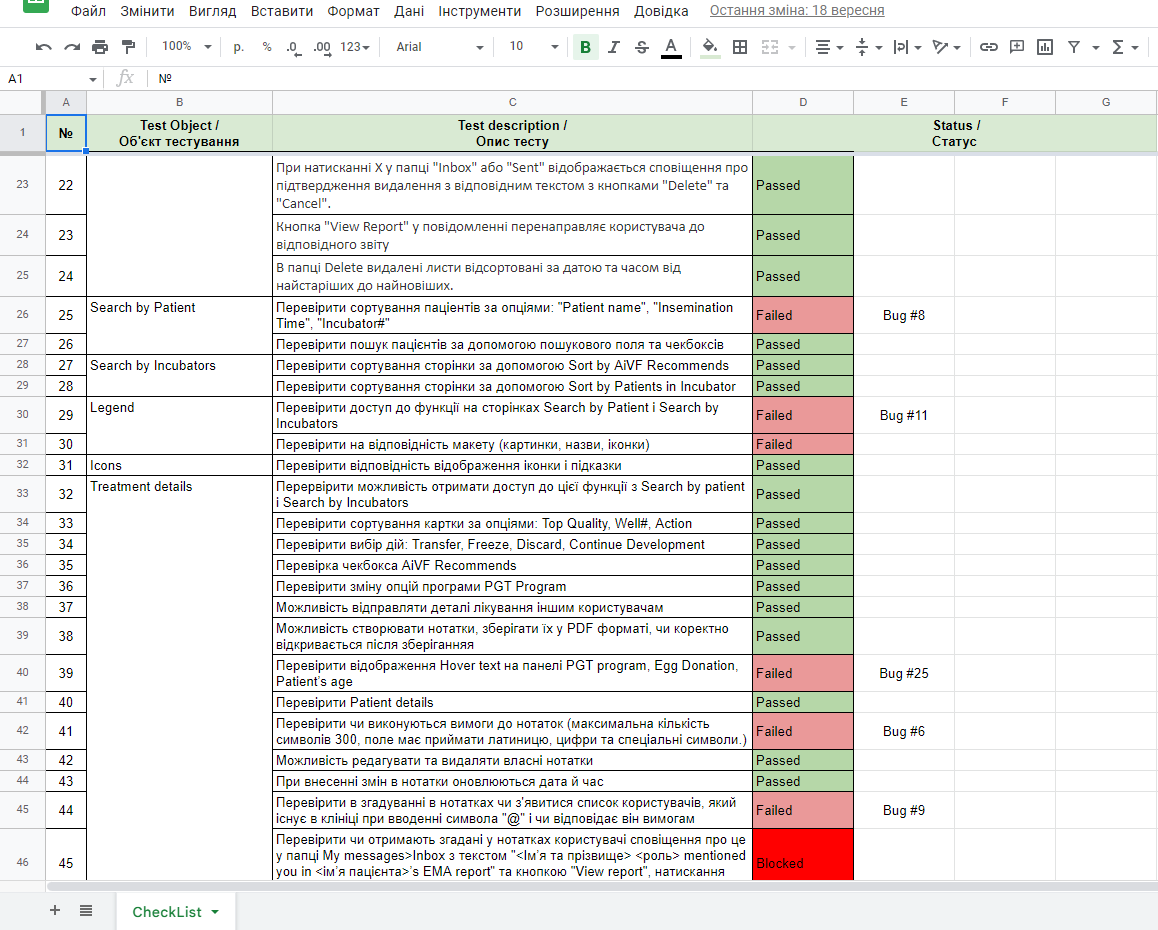 Файл Змінити Вигляд Вставити Формат Дані Інструменти Розширення Довідка Остання зміна: 18 вересня
100% р. % .0 .00 123 Arial 10 B I S A
A1 fx №
A B C D E F G
1 № Test Object / Test description / Status /
Об'єкт тестування Опис тесту Статус
При натисканні X у папці "Inbox" або "Sent" відображається сповіщення про
23 22 підтвердження видалення з відповідним текстом з кнопками "Delete" та Passed
"Cancel".
Кнопка "View Report" у повідомленні перенаправляє користувача до
24 23 відповідного звіту Passed
В папці Delete видалені листи відсортовані за датою та часом від
25 24 найстаріших до найновіших. Passed
26 25 Search by Patient Перевірити сортування пацієнтів за опціями: "Patient name", "Insemination Failed Bug #8
Time", "Incubator#"
27 26 Перевірити пошук пацієнтів за допомогою пошукового поля та чекбоксів Passed
28 27 Search by Incubators Перевірити сортування сторінки за допомогою Sort by AiVF Recommends Passed
29 28 Перевірити сортування сторінки за допомогою Sort by Patients in Incubator Passed
30 29 Legend Перевірити доступ до функції на сторінках Search by Patient і Search by Failed Bug #11
Incubators
31 30 Перевірити на відповідність макету (картинки, назви, іконки) Failed
32 31 Icons Перевірити відповідність відображення іконки і підказки Passed
33 32 Treatment details Перервірити можливість отримати доступ до цієї функції з Search by patient Passed
і Search by Incubators
34 33 Перевірити сортування картки за опціями: Top Quality, Well#, Action Passed
35 34 Перевірити вибір дій: Transfer, Freeze, Discard, Continue Development Passed
36 35 Перевірка чекбокса AiVF Recommends Passed
37 36 Перевірити зміну опцій програми PGT Program Passed
38 37 Можливість відправляти деталі лікування іншим користувачам Passed
39 38 Можливість створювати нотатки, зберігати їх у PDF форматі, чи коректно Passed
відкривається після зберіганняя
40 39 Перевірити відображення Hover text на панелі PGT program, Egg Donation, Failed Bug #25
Patient's age
41 40 Перевірити Patient details Passed
42 41 Перевірити чи виконуються вимоги до нотаток (максимальна кількість Failed Bug #6
символів 300, поле має приймати латиницю, цифри та спеціальні символи.)
43 42 Можливість редагувати та видаляти власні нотатки Passed
44 43 При внесенні змін в нотатки оновлюються дата й час Passed
45 44 Перевірити в згадуванні в нотатках чи з'явитися список користувачів, який Failed Bug #9
існує в клініці при вводенні символа "@" і чи відповідає він вимогам
Перевірити чи отримають згадані у нотатках користувачі сповіщення про це
46 45 у папці My messages>Inbox з текстом "<Ім'я та прізвище> <роль> mentioned Blocked
you in <ім'я пацієнта>'s EMA report" та кнопкою "View report", натискання
+ CheckList